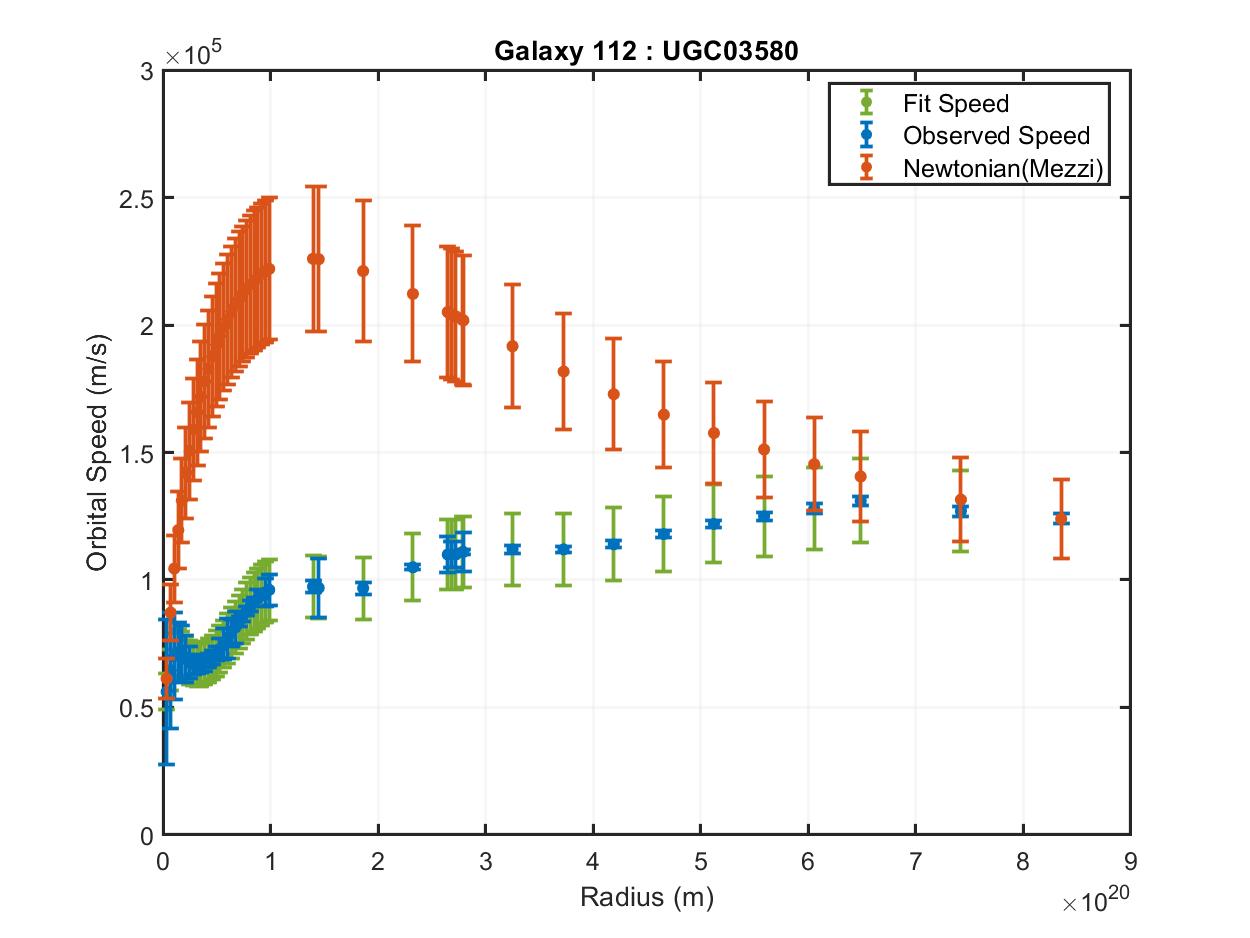 Galaxy 112 : UGC03580
×10^5
Fit Speed
Observed Speed
Newtonian(Mezzi)
Orbital Speed (m/s)
3
2.5
2
1.5
1
0.5
0
0 1 2 3 4 5 6 7 8 9
Radius (m)
×10^20